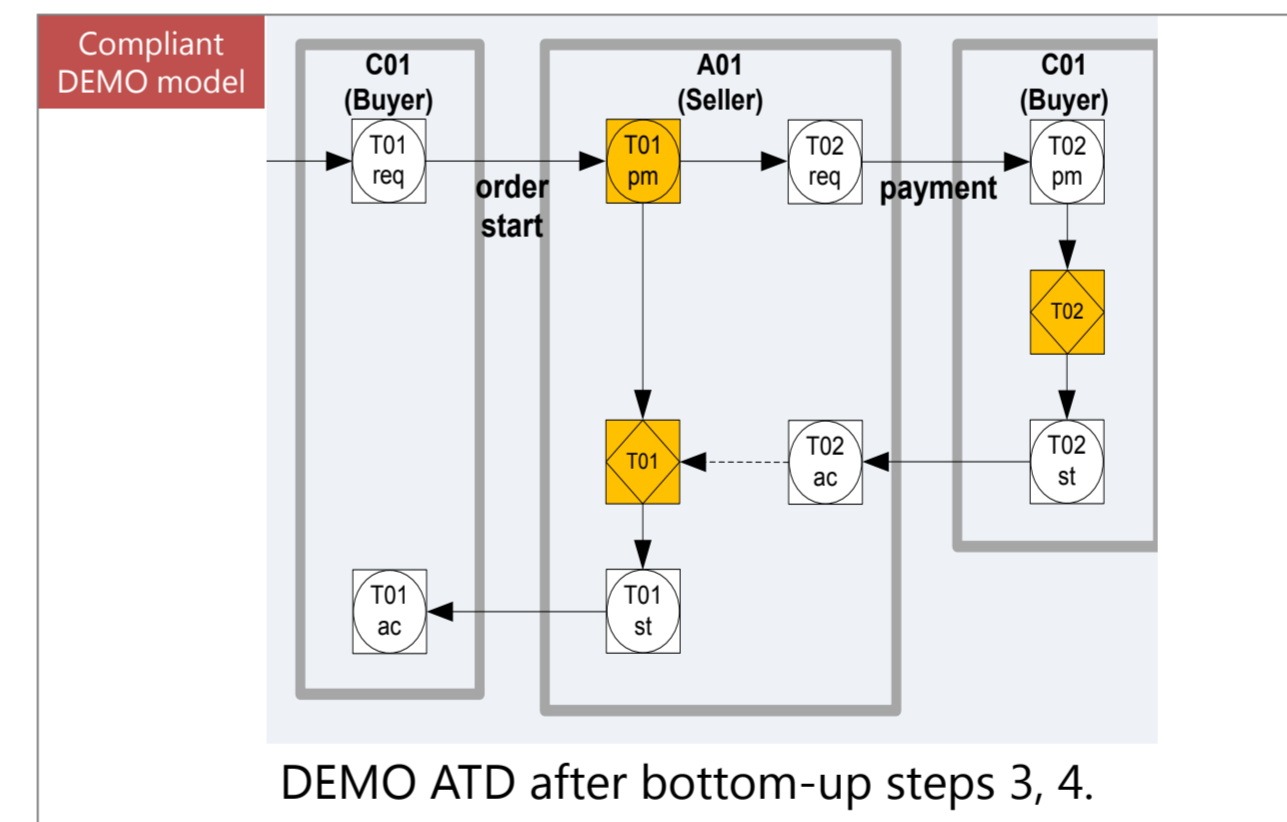 Compliant
DEMO model
C01
(Buyer)
A01
(Seller)
C01
(Buyer)
T01
req
order
start
T01
pm
T02
req
payment
T02
pm
T02
T01
T02
ac
T02
st
T01
ac
T01
st
DEMO ATD after bottom-up steps 3, 4.